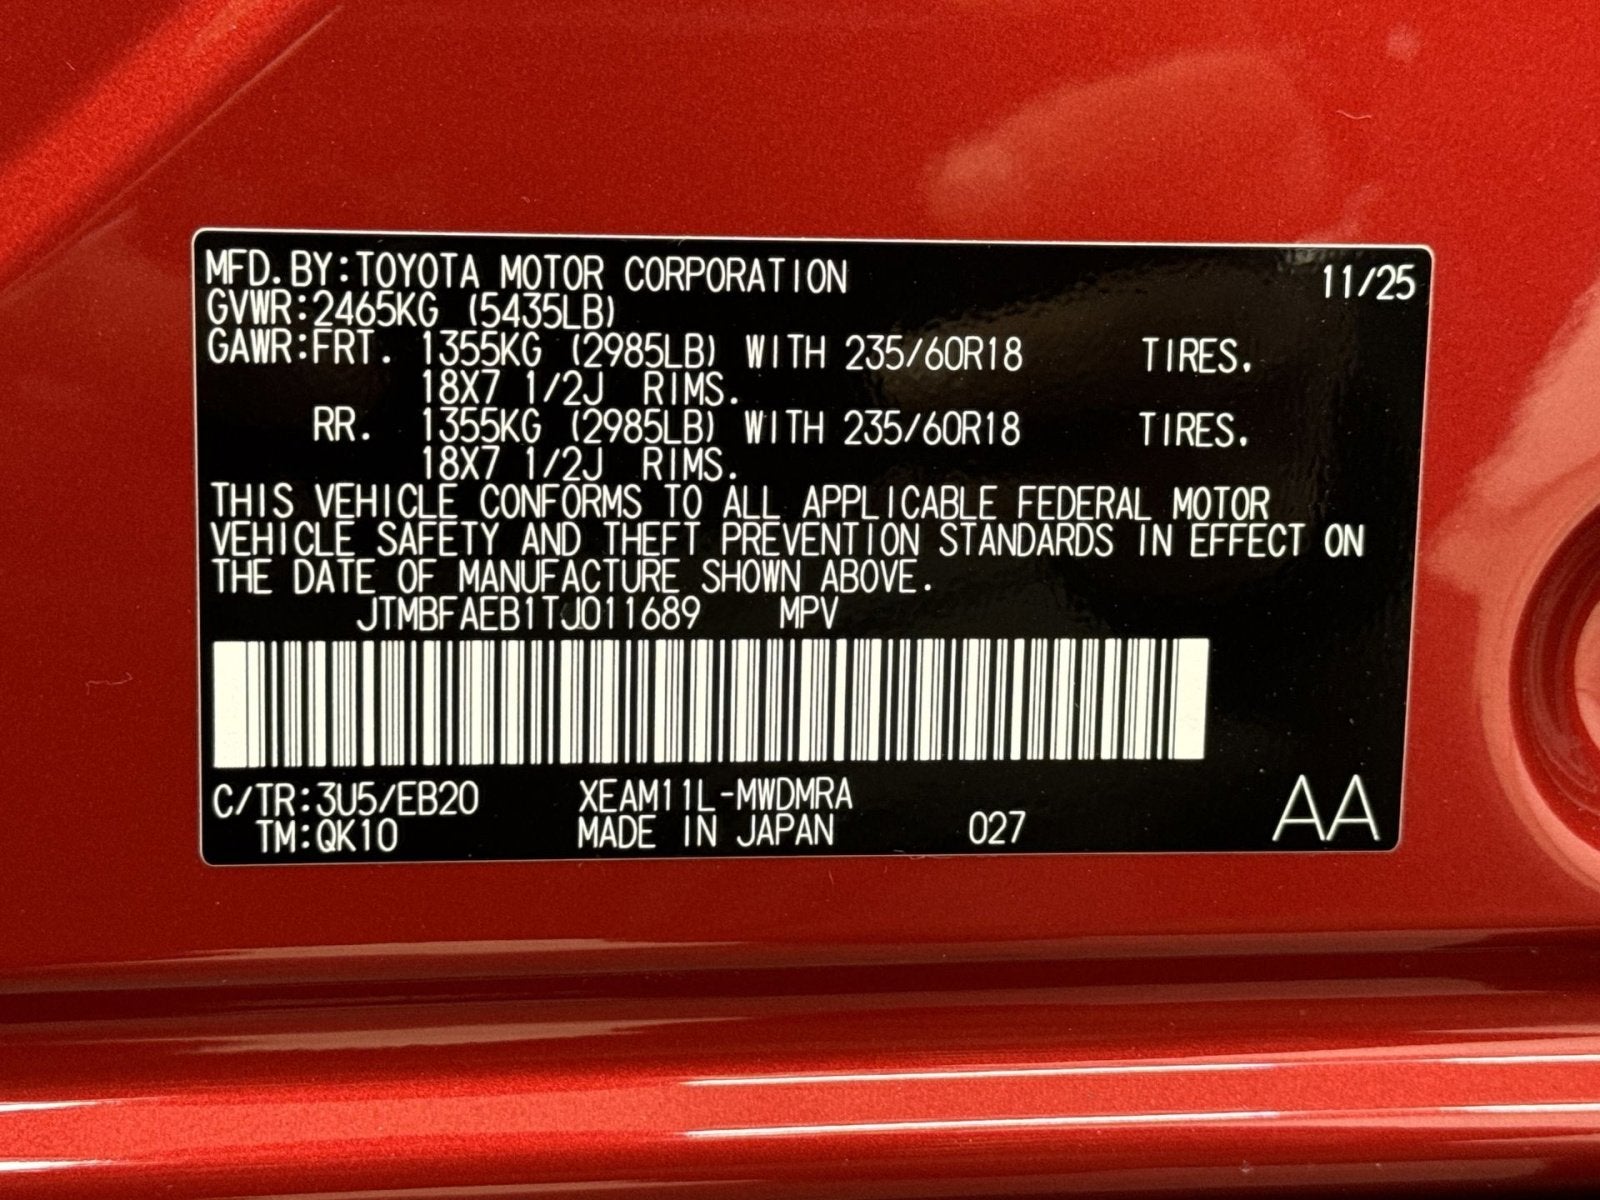 MFD.BY:TOYOTA MOTOR CORPORATION 11/25
GVWR:2465KG (5435LB)
GAWR:FRT. 1355KG (2985LB) WITH 235/60R18 TIRES.
18X7 1/2J RIMS.
RR. 1355KG (2985LB) WITH 235/60R18 TIRES.
18X7 1/2J RIMS.
THIS VEHICLE CONFORMS TO ALL APPLICABLE FEDERAL MOTOR
VEHICLE SAFETY AND THEFT PREVENTION STANDARDS IN EFFECT ON
THE DATE OF MANUFACTURE SHOWN ABOVE.
JTMBFAEB1TJ011689 MPV
C/TR:3U5/EB20 XEAM11L-MWDMRA
TM:QK10 MADE IN JAPAN 027 AA